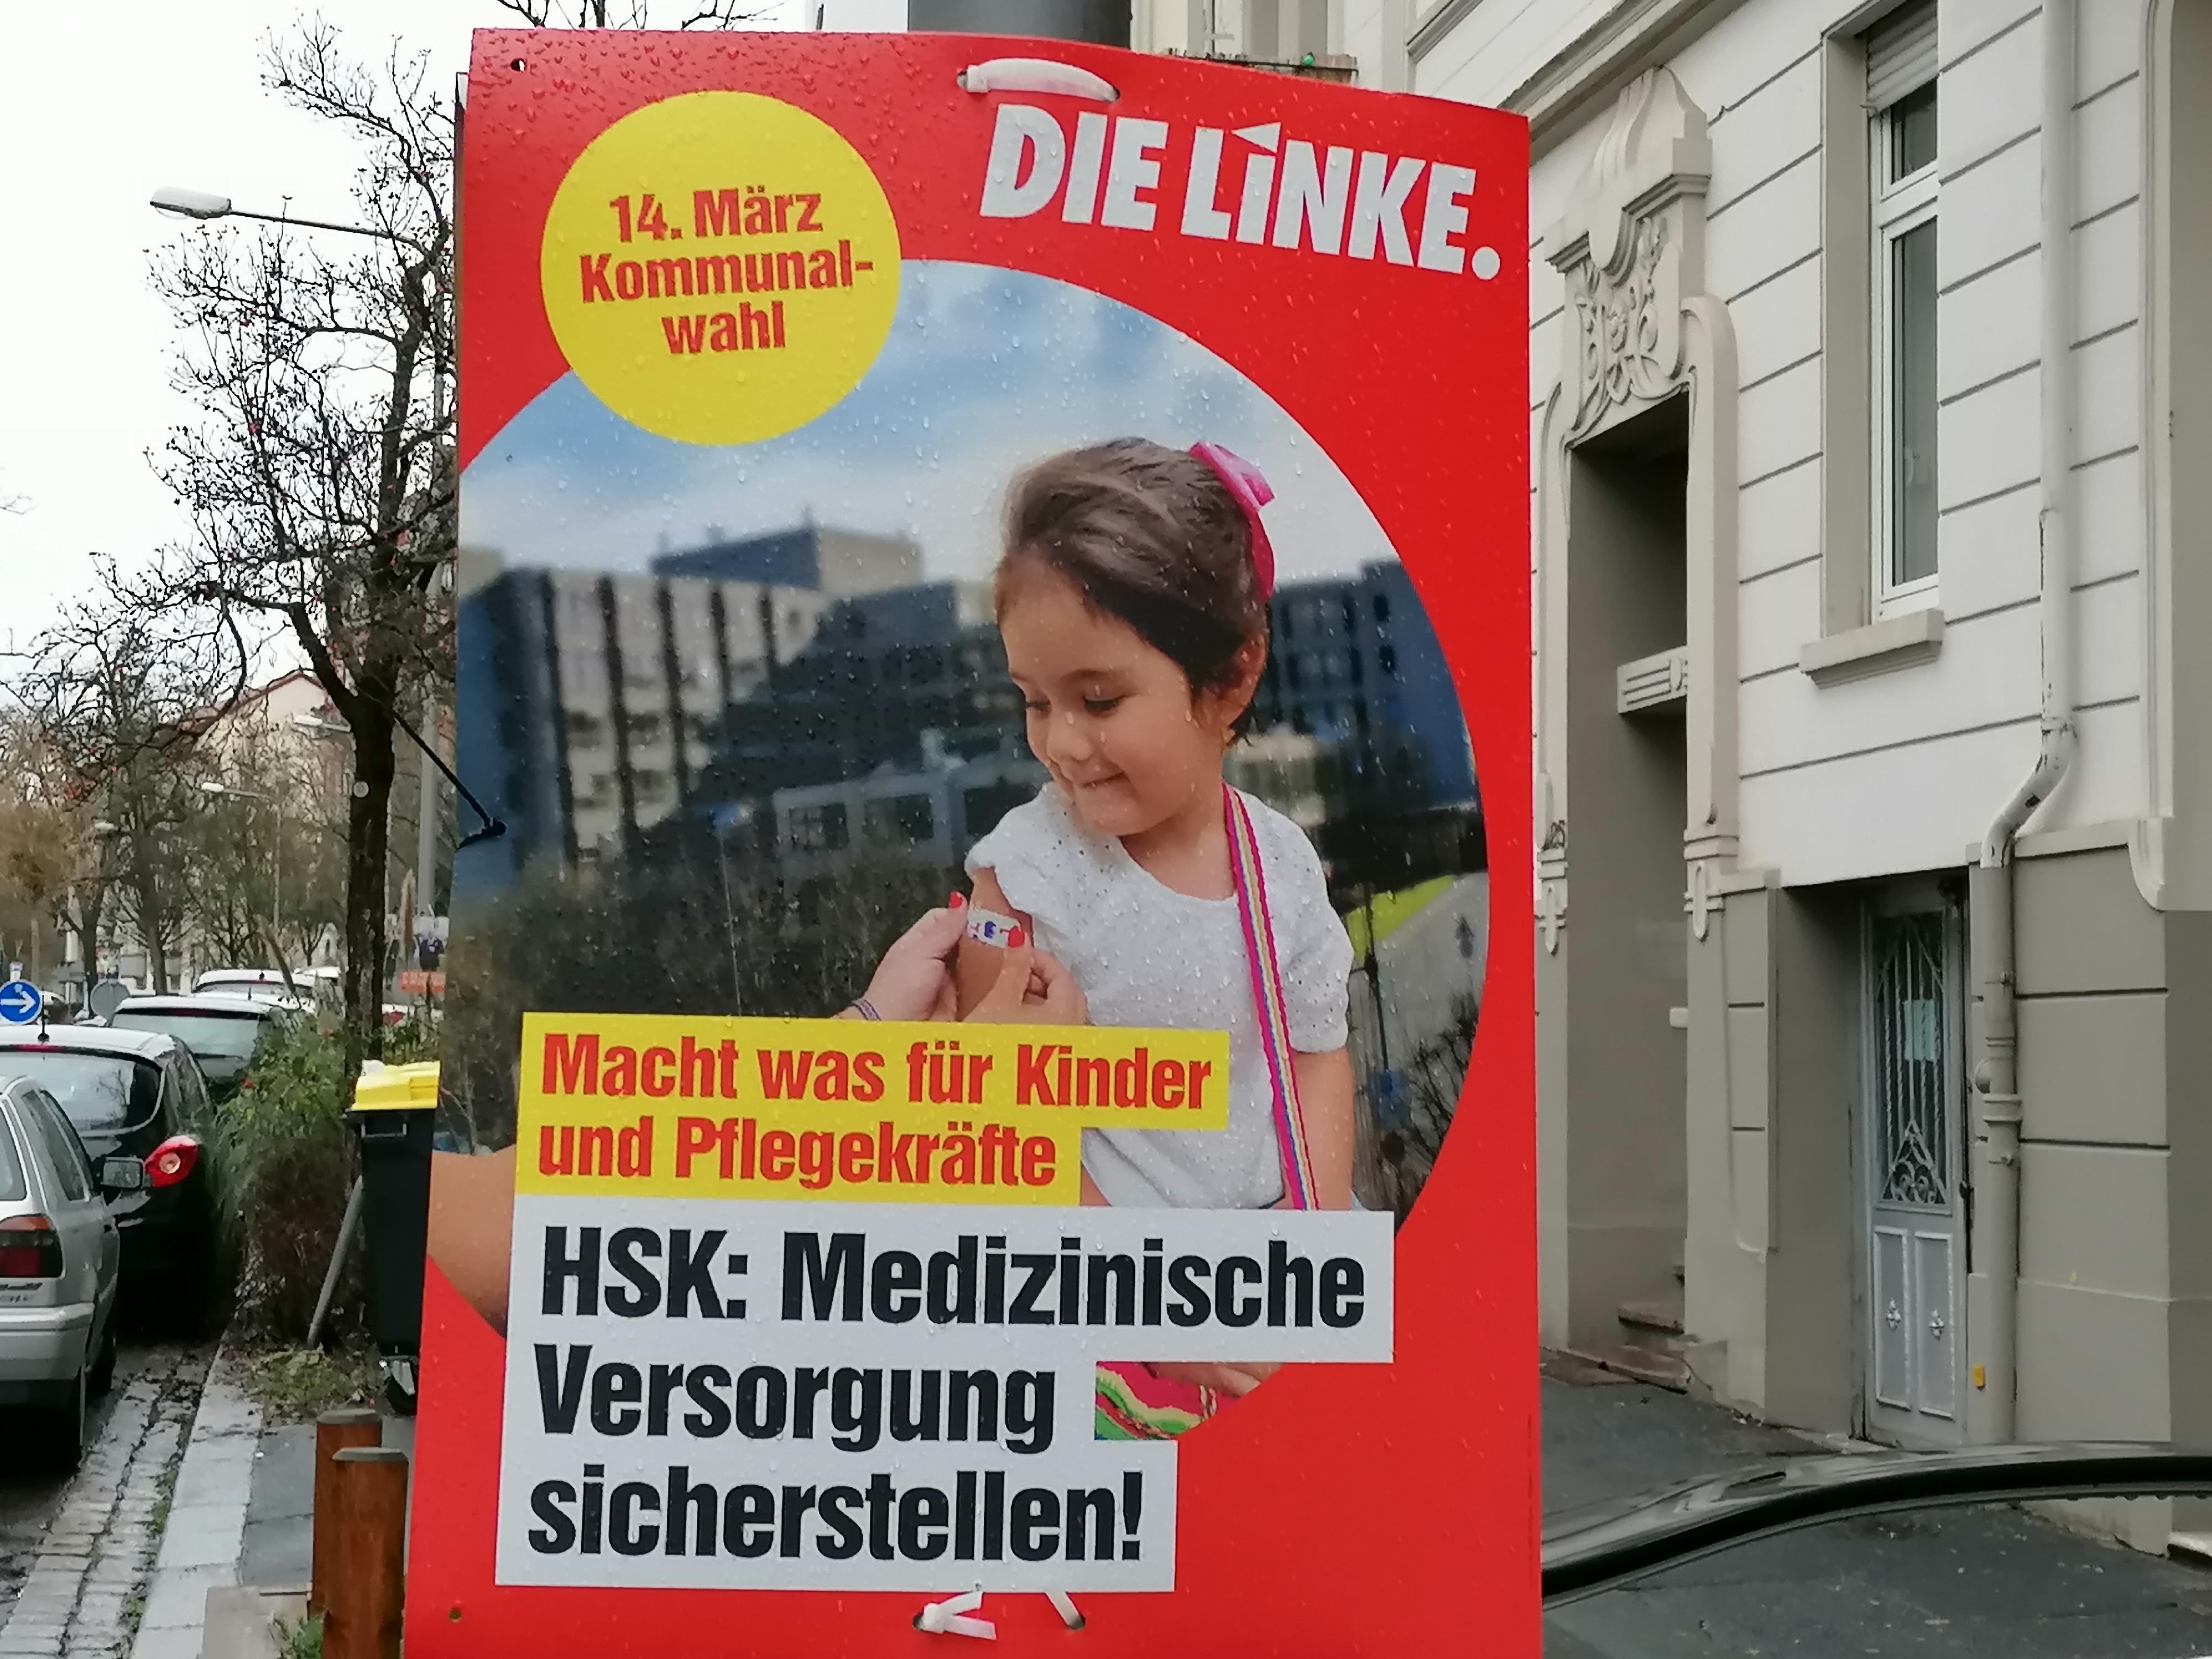 14. März
Kommunal-
wahl
DIE LINKE.
Macht was für Kinder
und Pflegekräfte
HSK: Medizinische
Versorgung
sicherstellen!